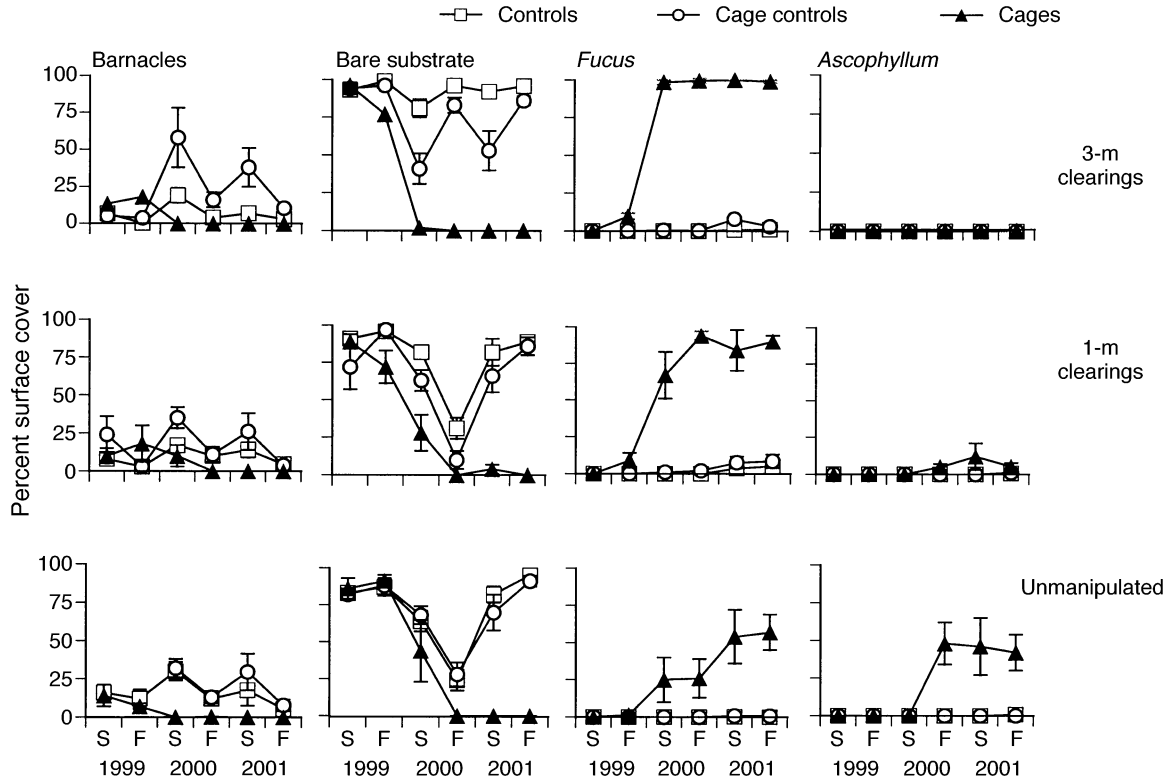 Controls Cage controls Cages
Barnacles Bare substrate Fucus Ascophyllum
100
75
50
25
0
3-m
clearings
Percent surface cover
100
75
50
25
0
1-m
clearings
100
75
50
25
0
Unmanipulated
S F S F S F S F S F S F S F S F S F S F S F S F
1999 2000 2001 1999 2000 2001 1999 2000 2001 1999 2000 2001